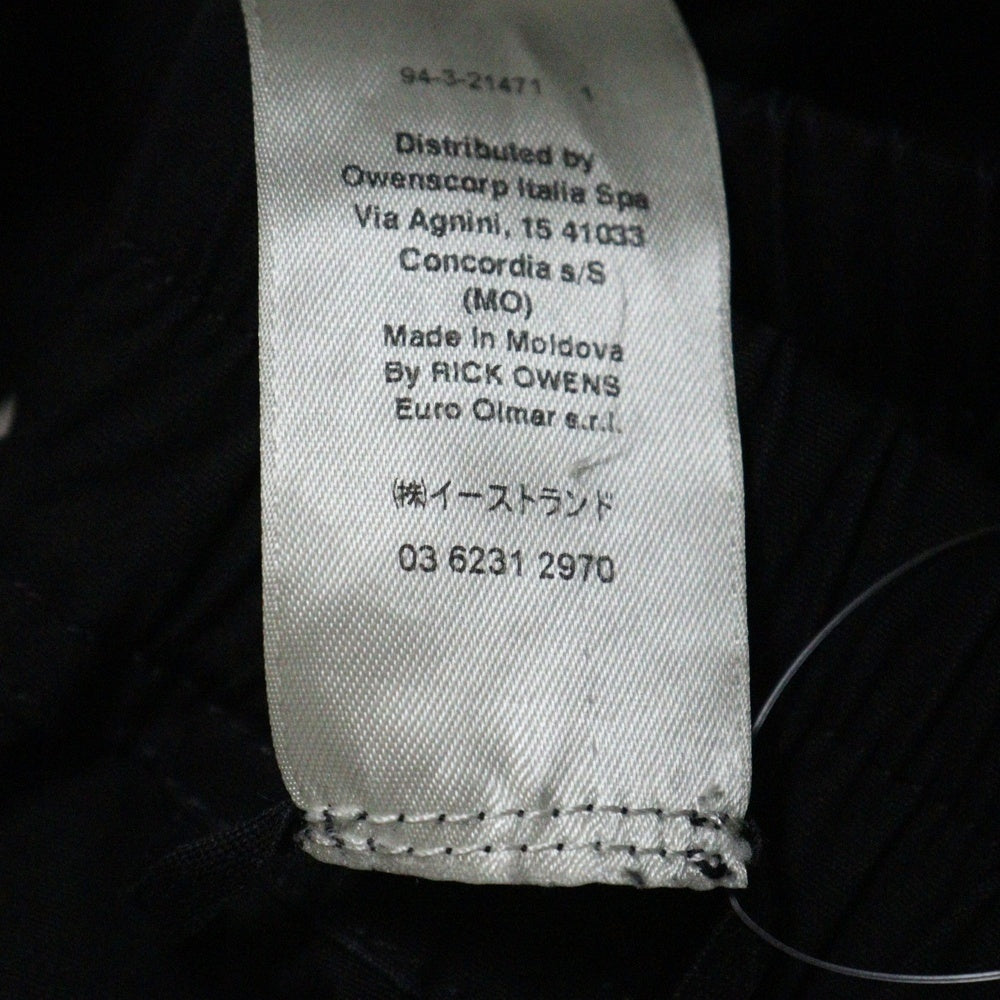 94-3-21471 1
Distributed by
Owenscorp Italia Spa
Via Agnini, 15 41033
Concordia s/S
(MO)
Made in Moldova
By RICK OWENS
Euro Olmar s.r.l.
(株)イーストランド
03 6231 2970